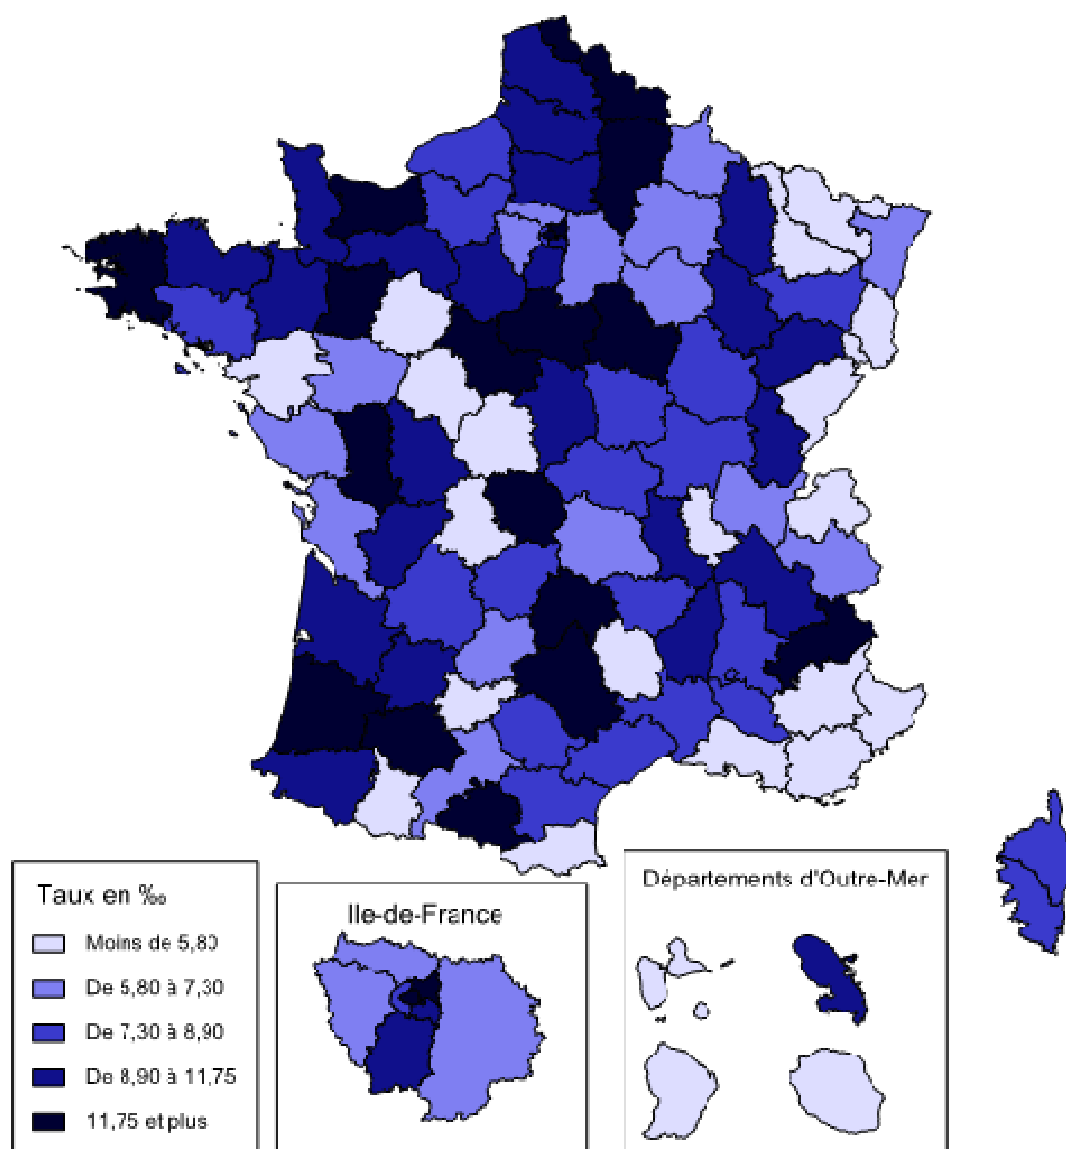 Taux en ‰
Moins de 5,80
De 5,80 à 7,30
De 7,30 à 8,90
De 8,90 à 11,75
11,75 et plus
Ile-de-France
Départements d'Outre-Mer